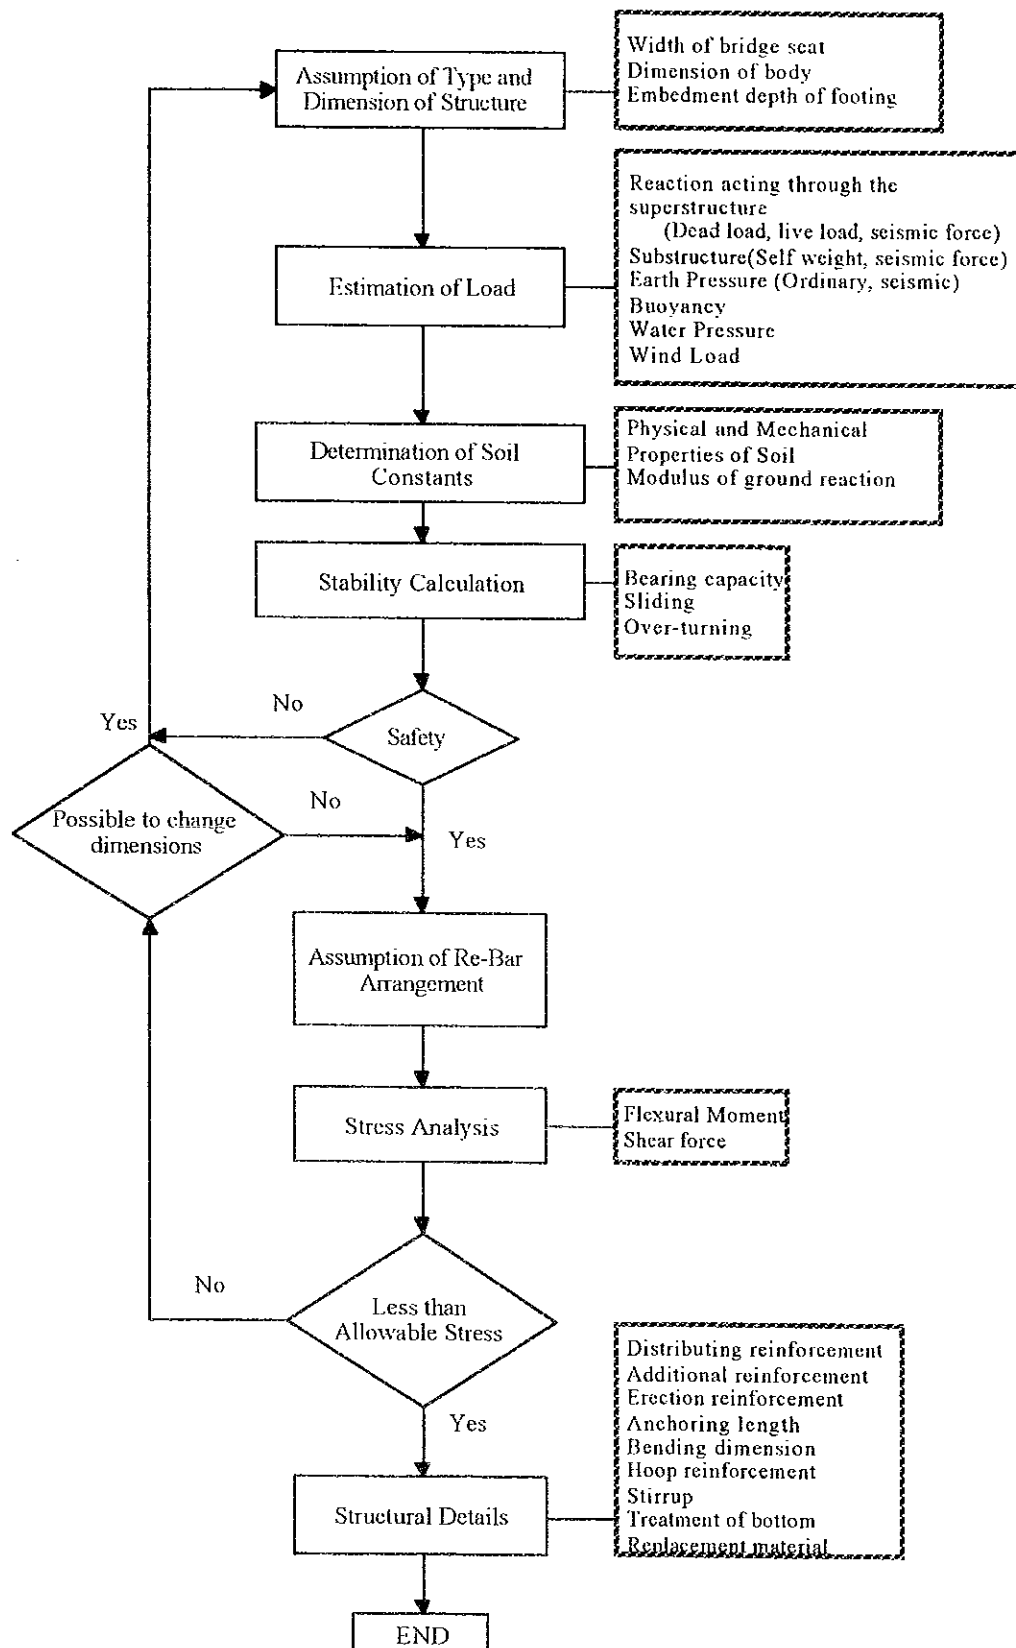 Assumption of Type and
Dimension of Structure
Width of bridge seat
Dimension of body
Embedment depth of footing
Estimation of Load
Reaction acting through the
superstructure
(Dead load, live load, seismic force)
Substructure(Self weight, seismic force)
Earth Pressure (Ordinary, seismic)
Buoyancy
Water Pressure
Wind Load
Determination of Soil
Constants
Physical and Mechanical
Properties of Soil
Modulus of ground reaction
Stability Calculation
Bearing capacity
Sliding
Over-turning
Safety
No
Yes
Possible to change
dimensions
No
Yes
Assumption of Re-Bar
Arrangement
Stress Analysis
Flexural Moment
Shear force
Less than
Allowable Stress
No
Yes
Structural Details
Distributing reinforcement
Additional reinforcement
Erection reinforcement
Anchoring length
Bending dimension
Hoop reinforcement
Stirrup
Treatment of bottom
Replacement material
END